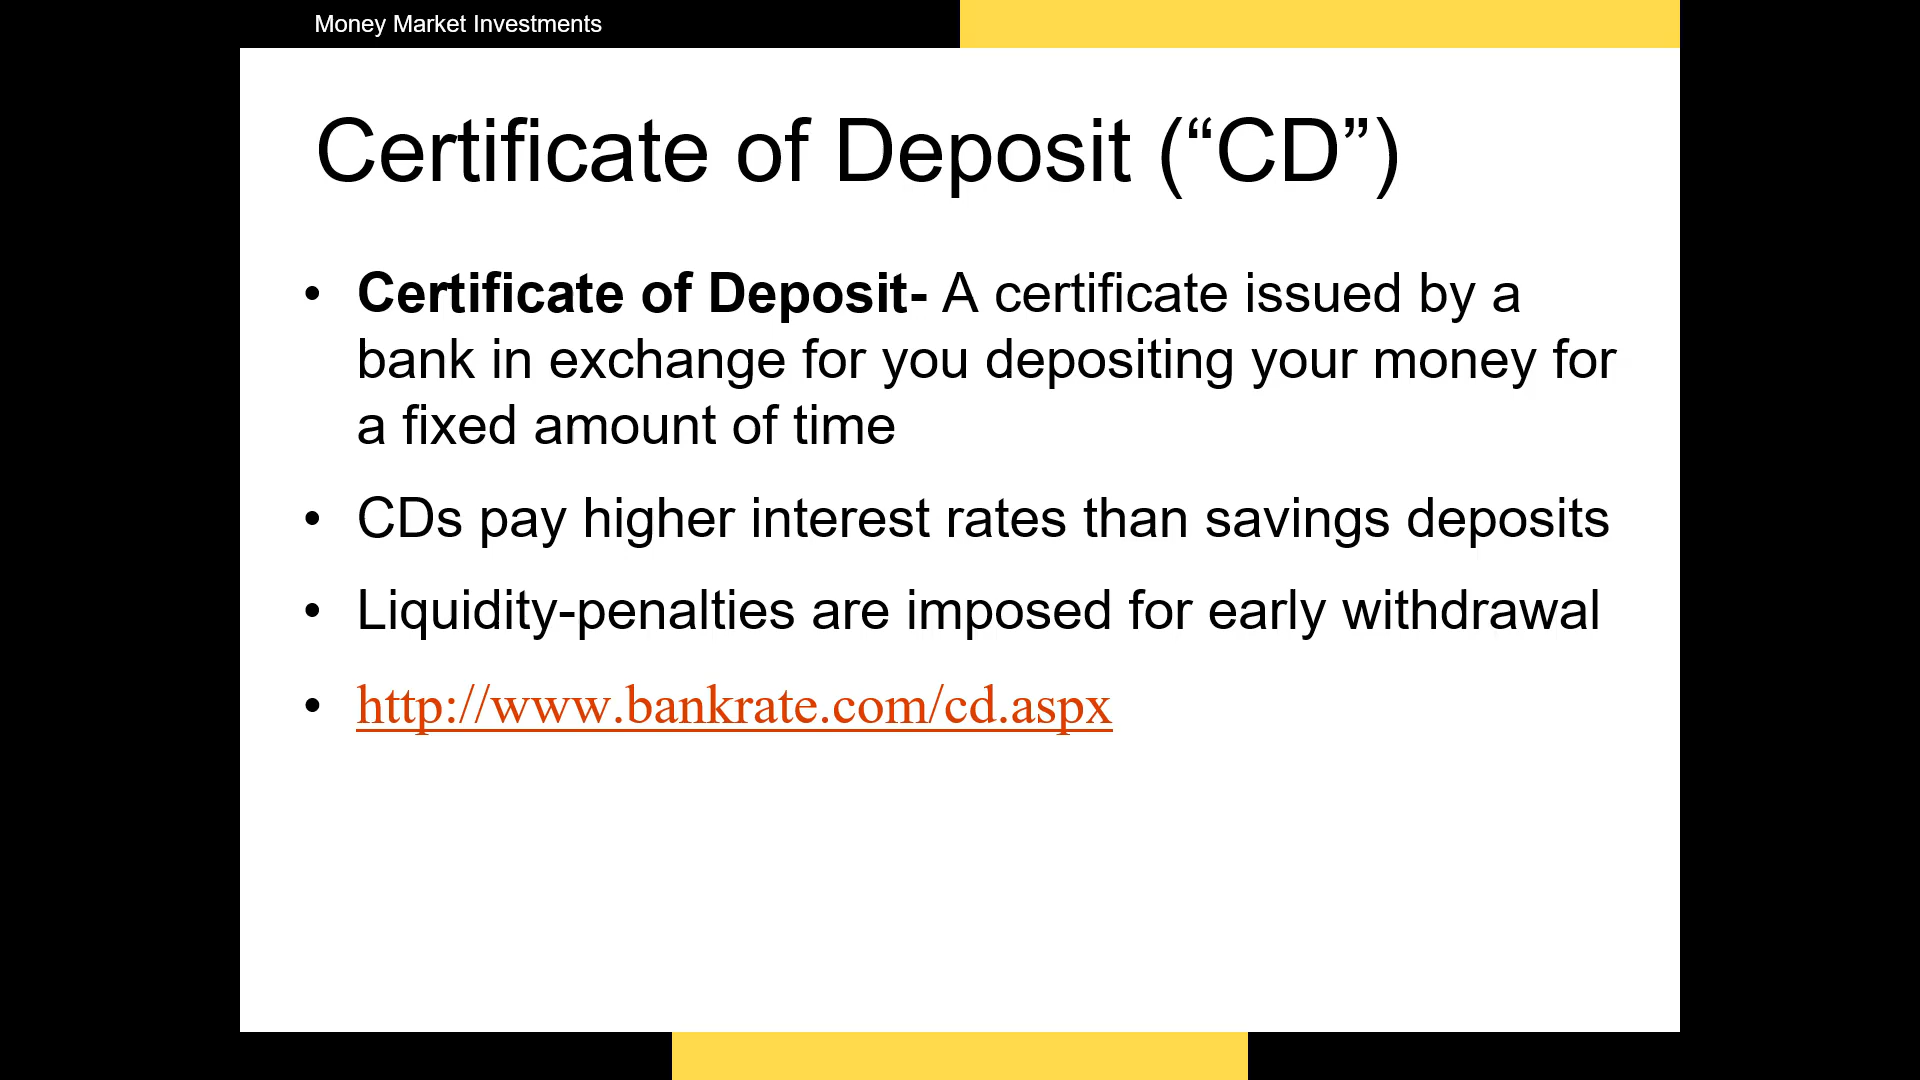 Money Market Investments
Certificate of Deposit (“CD”)
• Certificate of Deposit- A certificate issued by a
bank in exchange for you depositing your money for
a fixed amount of time
• CDs pay higher interest rates than savings deposits
• Liquidity-penalties are imposed for early withdrawal
• http://www.bankrate.com/cd.aspx